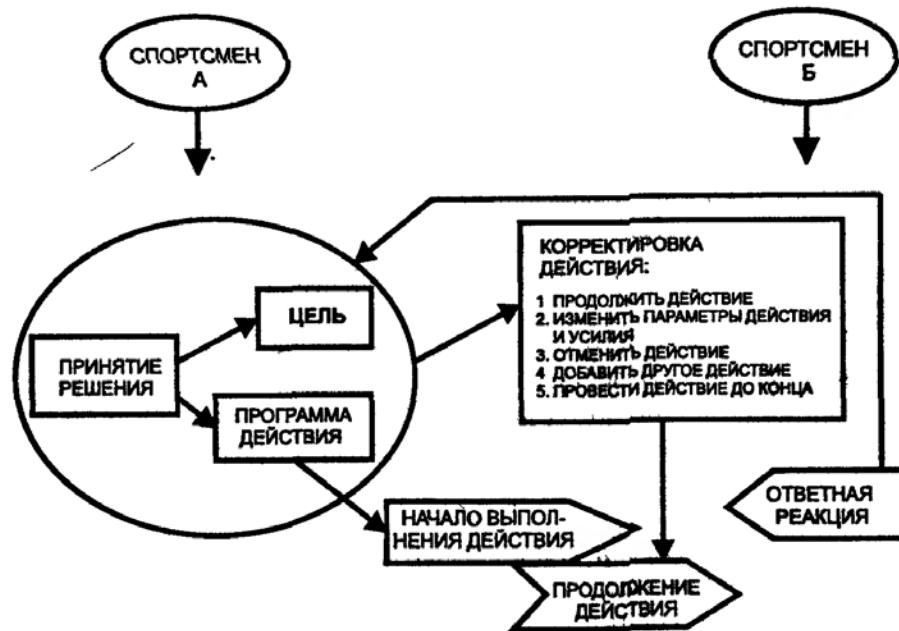 СПОРТСМЕН
А
СПОРТСМЕН
Б
КОРРЕКТИРОВКА
ДЕЙСТВИЯ:
1 ПРОДОЛЖИТЬ ДЕЙСТВИЕ
2. ИЗМЕНИТЬ ПАРАМЕТРЫ ДЕЙСТВИЯ
И УСИЛИЯ
3. ОТМЕНИТЬ ДЕЙСТВИЕ
4 ДОБАВИТЬ ДРУГОЕ ДЕЙСТВИЕ
5. ПРОВЕСТИ ДЕЙСТВИЕ ДО КОНЦА
ЦЕЛЬ
ПРИНЯТИЕ
РЕШЕНИЯ
ПРОГРАММА
ДЕЙСТВИЯ
НАЧАЛО ВЫПОЛ-
НЕНИЯ ДЕЙСТВИЯ
ОТВЕТНАЯ
РЕАКЦИЯ
ПРОДОЛЖЕНИЕ
ДЕЙСТВИЯ